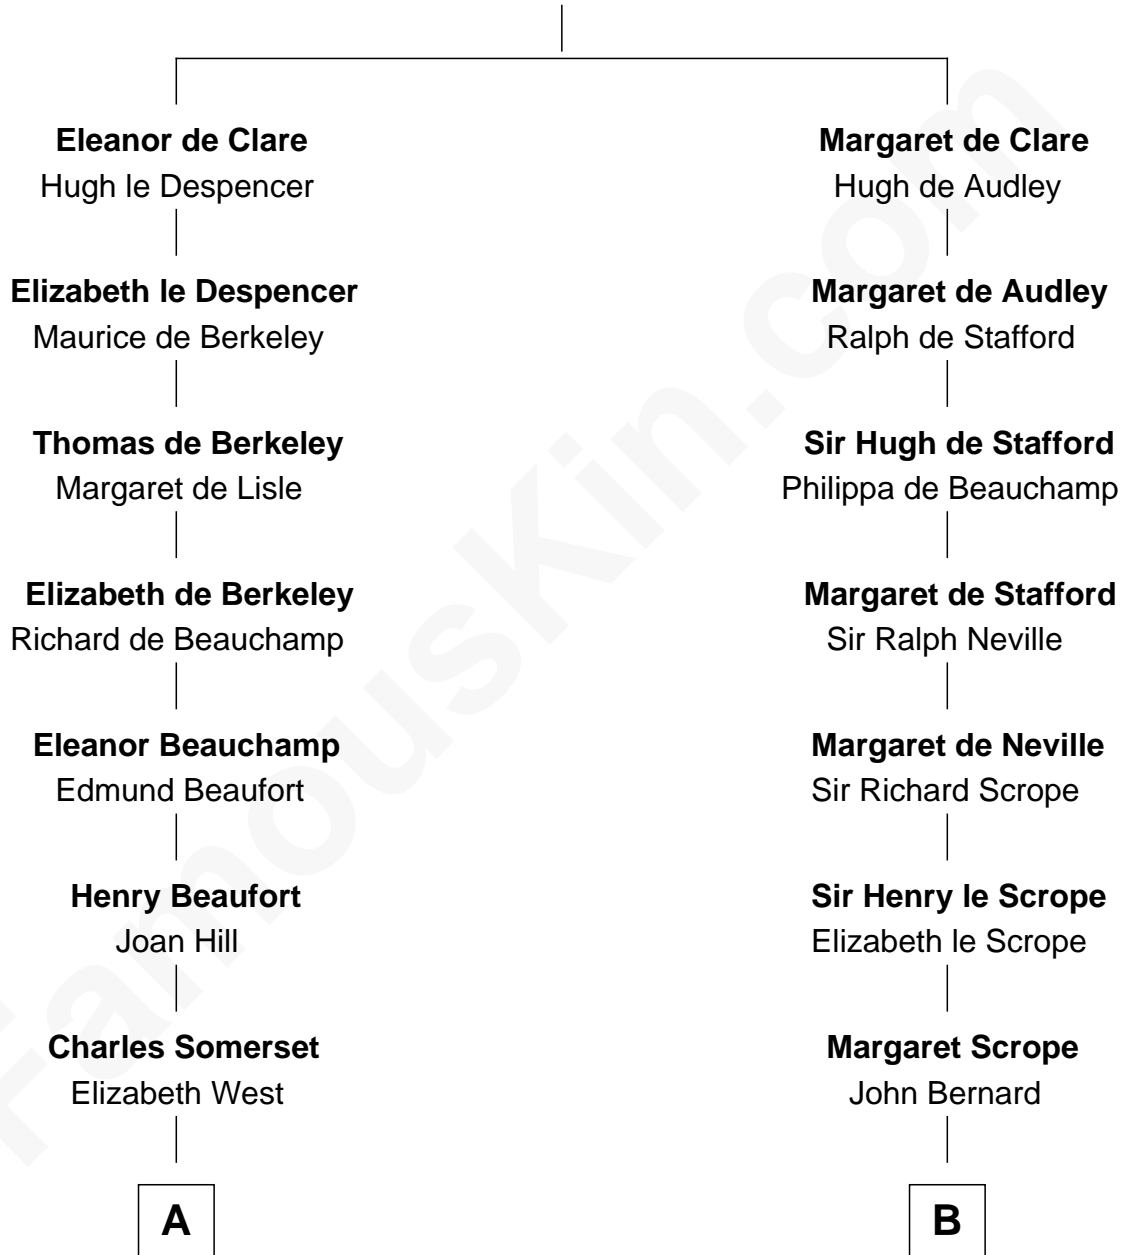 Eleanor de Clare
Hugh le Despencer
Elizabeth le Despencer
Maurice de Berkeley
Thomas de Berkeley
Margaret de Lisle
Elizabeth de Berkeley
Richard de Beauchamp
Eleanor Beauchamp
Edmund Beaufort
Henry Beaufort
Joan Hill
Charles Somerset
Elizabeth West
A
Margaret de Clare
Hugh de Audley
Margaret de Audley
Ralph de Stafford
Sir Hugh de Stafford
Philippa de Beauchamp
Margaret de Stafford
Sir Ralph Neville
Margaret de Neville
Sir Richard Scrope
Sir Henry le Scrope
Elizabeth le Scrope
Margaret Scrope
John Bernard
B
FamousKin.com